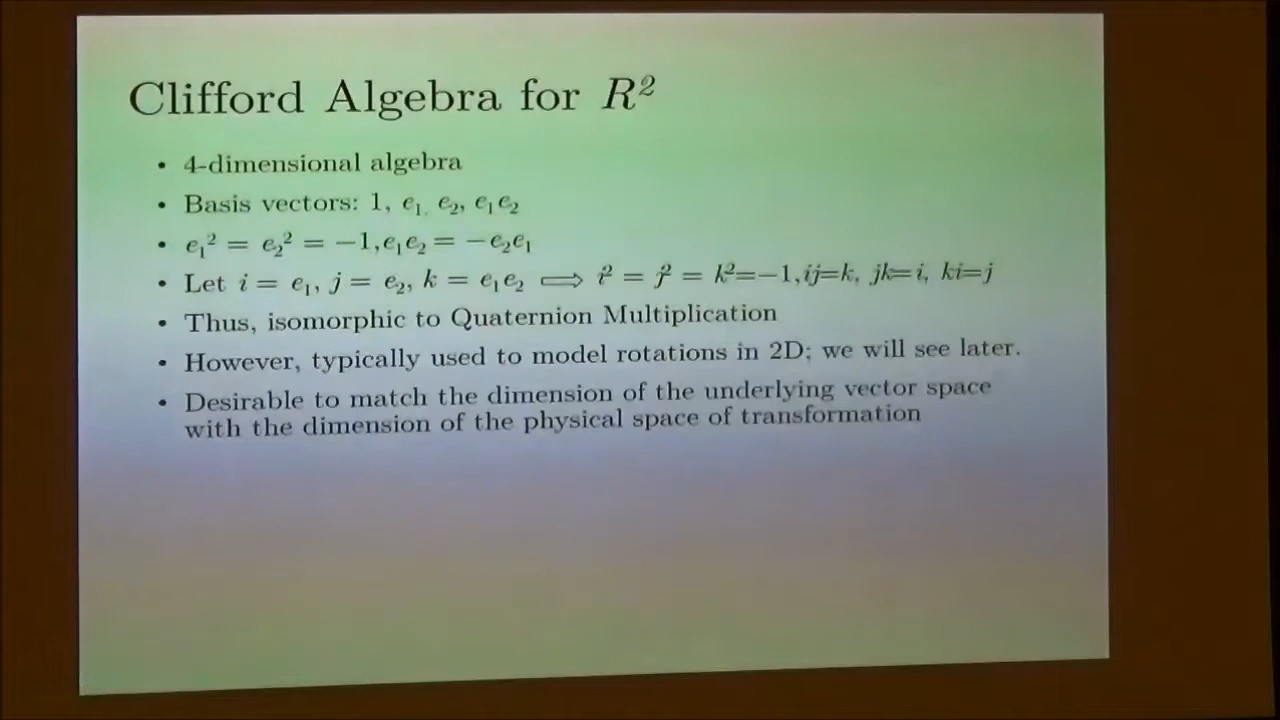 Clifford Algebra for R²
• 4-dimensional algebra
• Basis vectors: 1, e₁, e₂, e₁e₂
• e₁² = e₂² = −1, e₁e₂ = −e₂e₁
• Let i = e₁, j = e₂, k = e₁e₂ ⟹ i² = j² = k²=−1, ij=k, jk=i, ki=j
• Thus, isomorphic to Quaternion Multiplication
• However, typically used to model rotations in 2D; we will see later.
• Desirable to match the dimension of the underlying vector space
with the dimension of the physical space of transformation